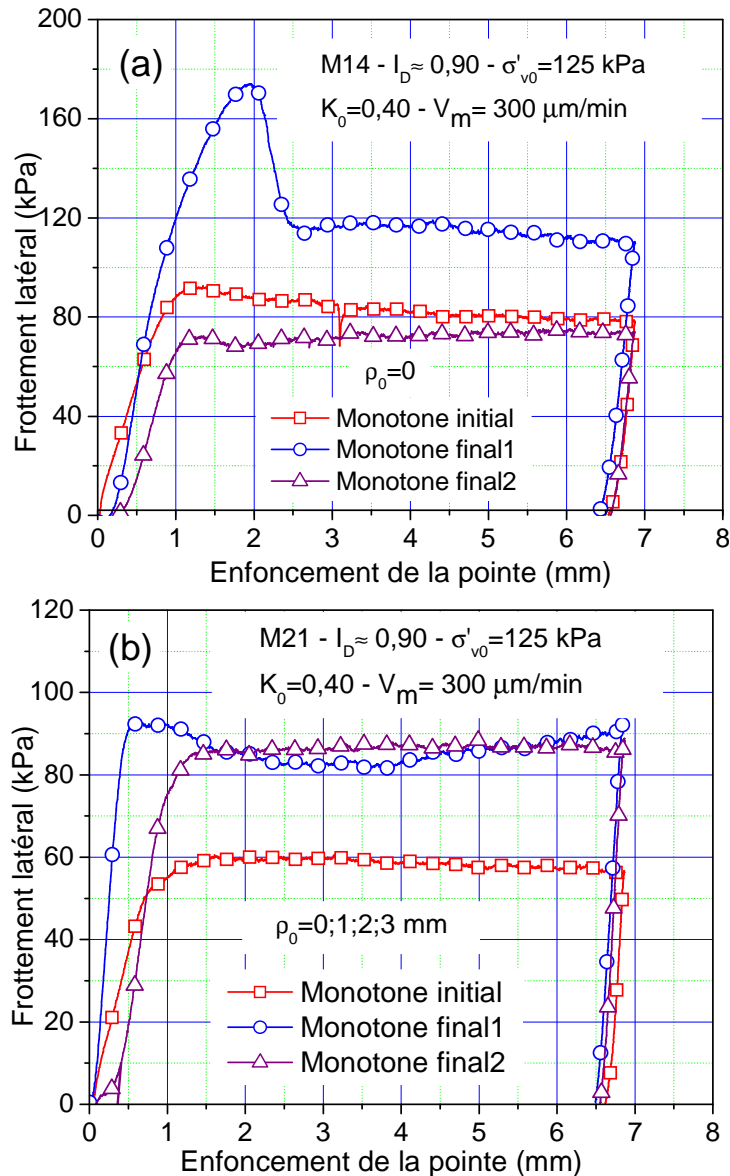 200
160
120
80
40
0
Frottement latéral (kPa)
(a)
M14 - I_D≈ 0,90 - σ'_v0=125 kPa
K_0=0,40 - V_m= 300 μm/min
ρ_0=0
Monotone initial
Monotone final1
Monotone final2
0 1 2 3 4 5 6 7 8
Enfoncement de la pointe (mm)
120
100
80
60
40
20
0
Frottement latéral (kPa)
(b)
M21 - I_D≈ 0,90 - σ'_v0=125 kPa
K_0=0,40 - V_m= 300 μm/min
ρ_0=0;1;2;3 mm
Monotone initial
Monotone final1
Monotone final2
0 1 2 3 4 5 6 7 8
Enfoncement de la pointe (mm)